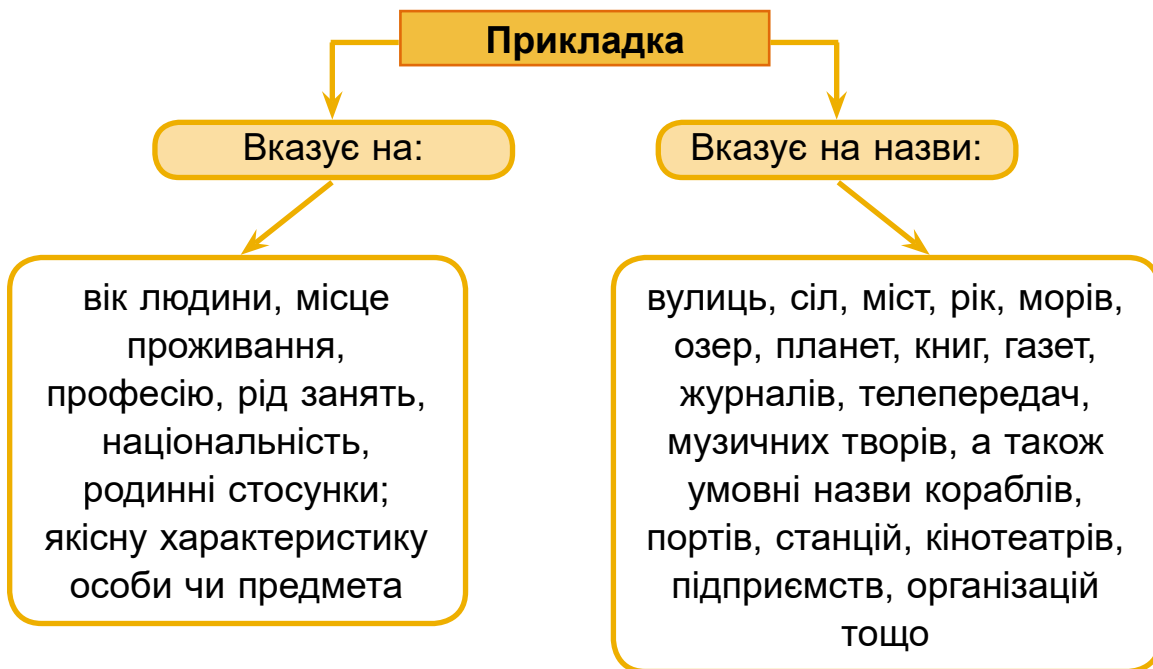 Прикладка
Вказує на:
Вказує на назви:
вік людини, місце
проживання,
професію, рід занять,
національність,
родинні стосунки;
якісну характеристику
особи чи предмета
вулиць, сіл, міст, рік, морів,
озер, планет, книг, газет,
журналів, телепередач,
музичних творів, а також
умовні назви кораблів,
портів, станцій, кінотеатрів,
підприємств, організацій
тощо